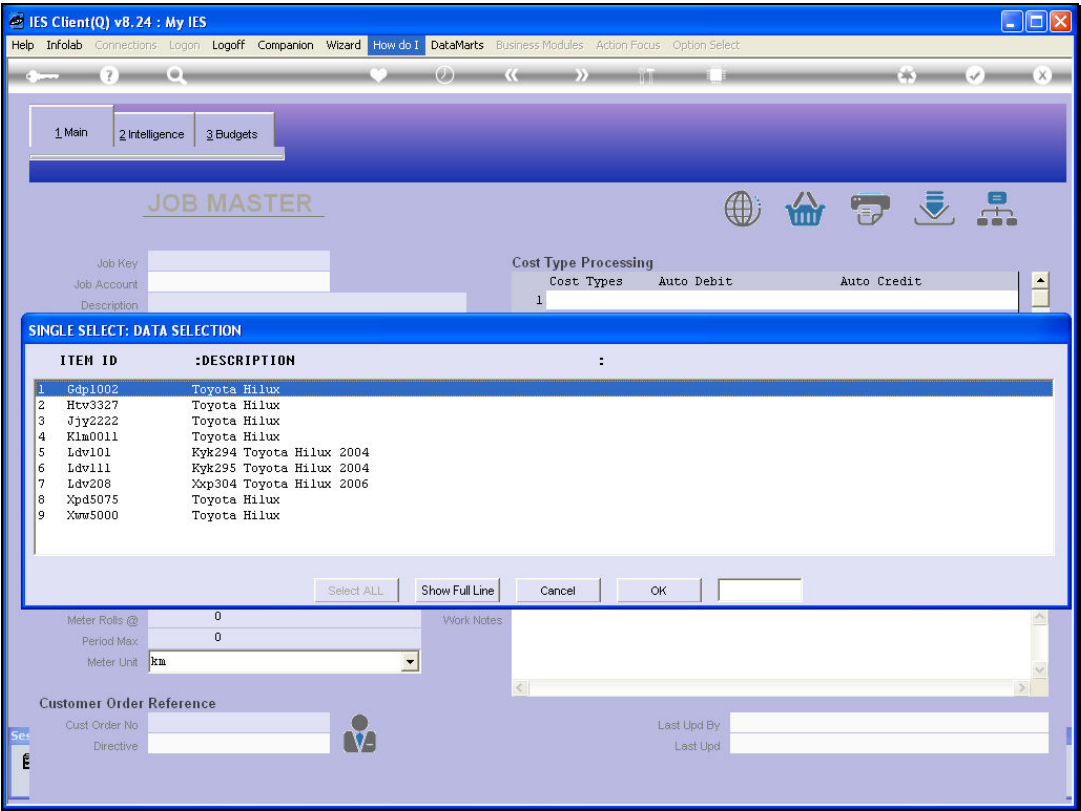 IES Client(Q) v8.24 : My IES
Help Infolab Connections Logon Logoff Companion Wizard How do I DataMarts Business Modules Action Focus Option Select
1 Main 2 Intelligence 3 Budgets
JOB MASTER
Job Key
Job Account
Description
Cost Type Processing
Cost Types Auto Debit Auto Credit
1
SINGLE SELECT: DATA SELECTION
ITEM ID :DESCRIPTION :
1 Gdp1002 Toyota Hilux
2 Htv3327 Toyota Hilux
3 Jjy2222 Toyota Hilux
4 Klm0011 Toyota Hilux
5 Ldv101 Kyk294 Toyota Hilux 2004
6 Ldv111 Kyk295 Toyota Hilux 2004
7 Ldv208 Xxp304 Toyota Hilux 2006
8 Xpd5075 Toyota Hilux
9 Xww5000 Toyota Hilux
Select ALL Show Full Line Cancel OK
Meter Rolls @ 0
Period Max 0
Meter Unit km
Work Notes
Customer Order Reference
Cust Order No
Directive
Last Upd By
Last Upd